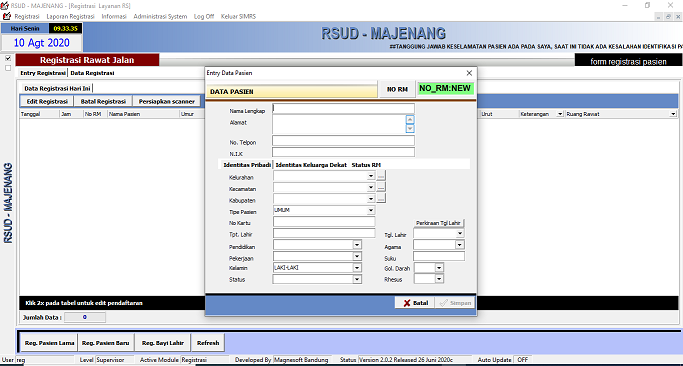 RSUD - MAJENANG - [Registrasi Layanan RS]
Registrasi Laporan Registrasi Informasi Administrasi System Log Off Keluar SIMRS
Hari Senin 09.33.35
10 Agt 2020
RSUD - MAJENANG
##TANGGUNG JAWAB KESELAMATAN PASIEN ADA PADA SAYA, SAAT INI TIDAK ADA KESALAHAN IDENTIFIKASI PA
Registrasi Rawat Jalan
form registrasi pasien
Entry Registrasi Data Registrasi
Data Registrasi Hari Ini
Edit Registrasi Batal Registrasi Persiapkan scanner
Tanggal Jam No RM Nama Pasien Umur Urut Keterangan Ruang Rawat
RSUD - MAJENANG
Entry Data Pasien
DATA PASIEN NO RM NO_RM:NEW
Nama Lengkap
Alamat
No. Telpon
N.I.K
Identitas Pribadi Identitas Keluarga Dekat Status RM
Kelurahan ...
Kecamatan ...
Kabupaten ...
Tipe Pasien UMUM
No Kartu Perkiraan Tgl Lahir
Tpt. Lahir Tgl. Lahir
Pendidikan Agama
Pekerjaan Suku
Kelamin LAKI-LAKI Gol. Darah
Status Rhesus
Batal Simpan
Klik 2x pada tabel untuk edit pendaftaran
Jumlah Data : 0
Reg. Pasien Lama Reg. Pasien Baru Reg. Bayi Lahir Refresh
User reg Level Supervisor Active Module Registrasi Developed By Magnesoft Bandung Status Version 2.0.2 Released 26 Juni 2020c Auto Update OFF